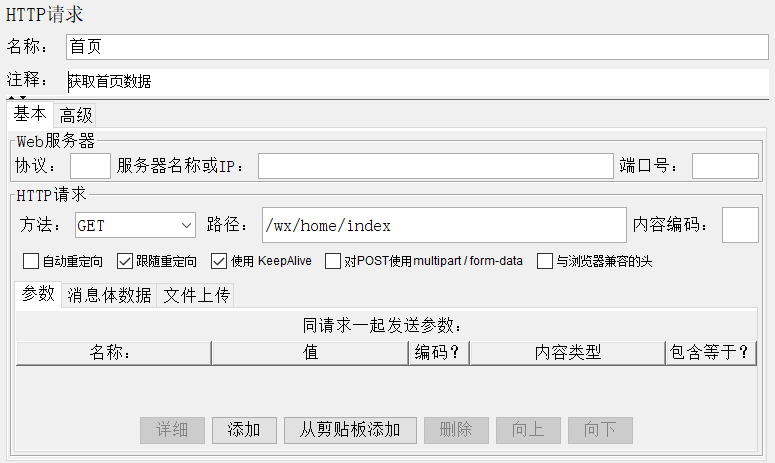 HTTP请求
名称： 首页
注释： 获取首页数据
基本 高级
Web服务器
协议： 服务器名称或IP： 端口号：
HTTP请求
方法： GET 路径： /wx/home/index 内容编码：
自动重定向 跟随重定向 使用 KeepAlive 对POST使用multipart / form-data 与浏览器兼容的头
参数 消息体数据 文件上传
同请求一起发送参数：
名称： 值 编码？ 内容类型 包含等于？
详细 添加 从剪贴板添加 删除 向上 向下